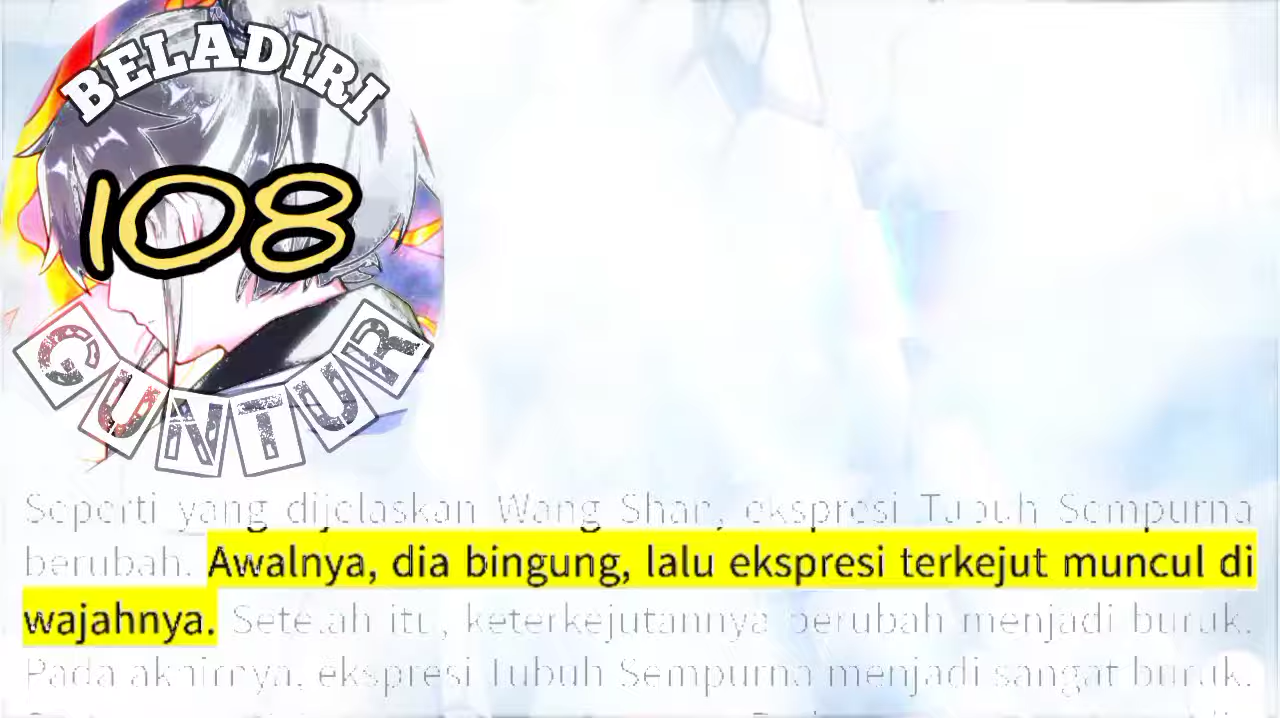 BELADIRI
108
GUNTUR
Seperti yang dijelaskan Wang Shan, ekspresi Tubuh Sempurna
berubah. Awalnya, dia bingung, lalu ekspresi terkejut muncul di
wajahnya. Setelah itu, keterkejutannya berubah menjadi buruk.
Pada akhirnya, ekspresi Tubuh Sempurna menjadi sangat buruk.